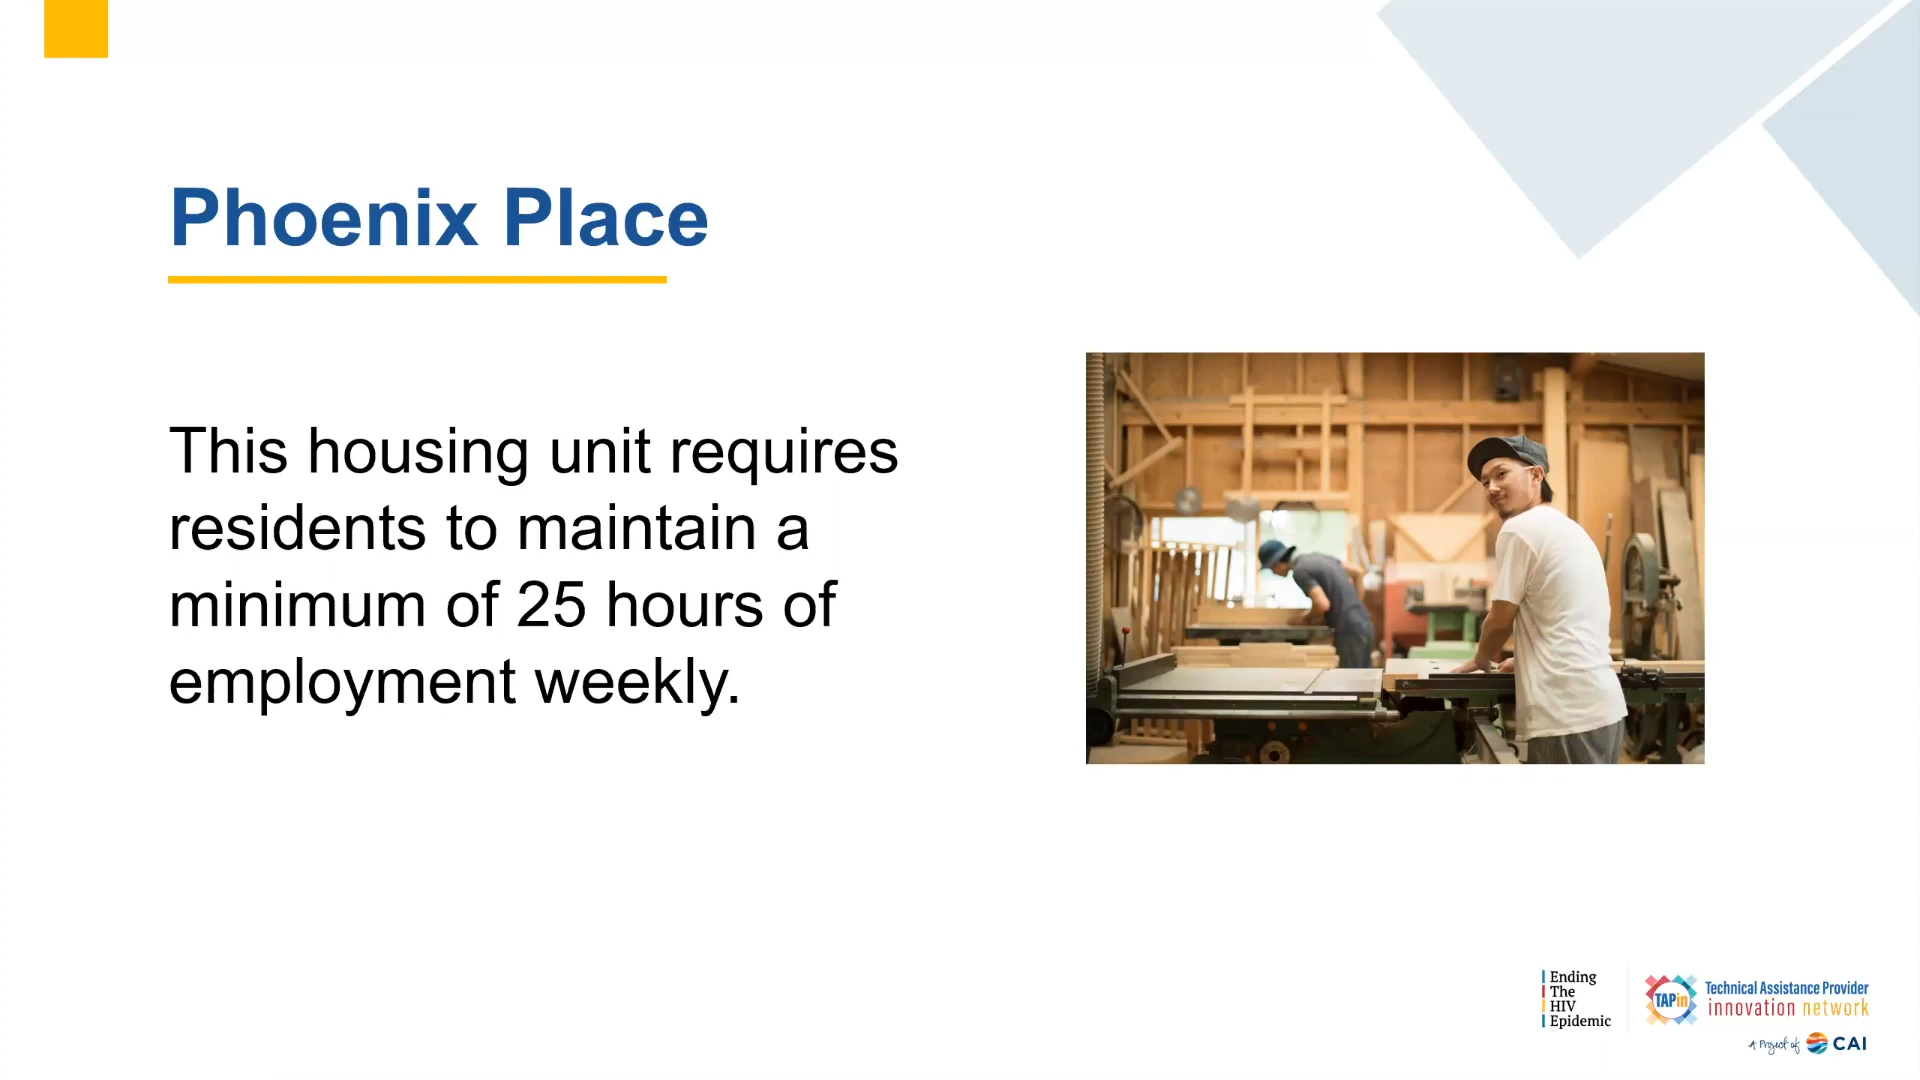 Phoenix Place
This housing unit requires
residents to maintain a
minimum of 25 hours of
employment weekly.
Ending
The
HIV
Epidemic
TAPin
Technical Assistance Provider
innovation network
A Project of CAI